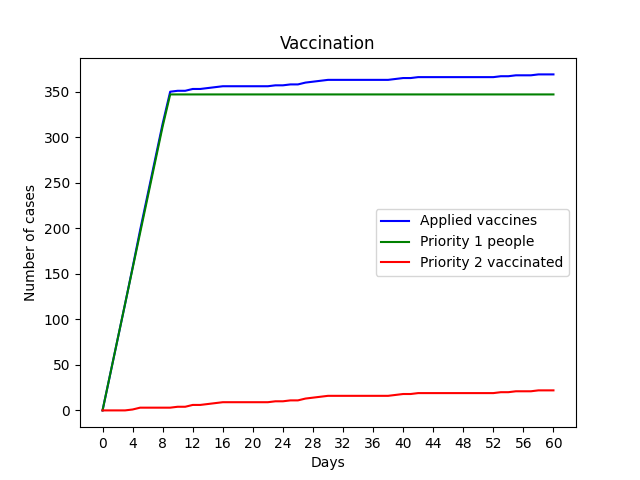 Vaccination
Number of cases
350
300
250
200
150
100
50
0
Applied vaccines
Priority 1 people
Priority 2 vaccinated
0 4 8 12 16 20 24 28 32 36 40 44 48 52 56 60
Days